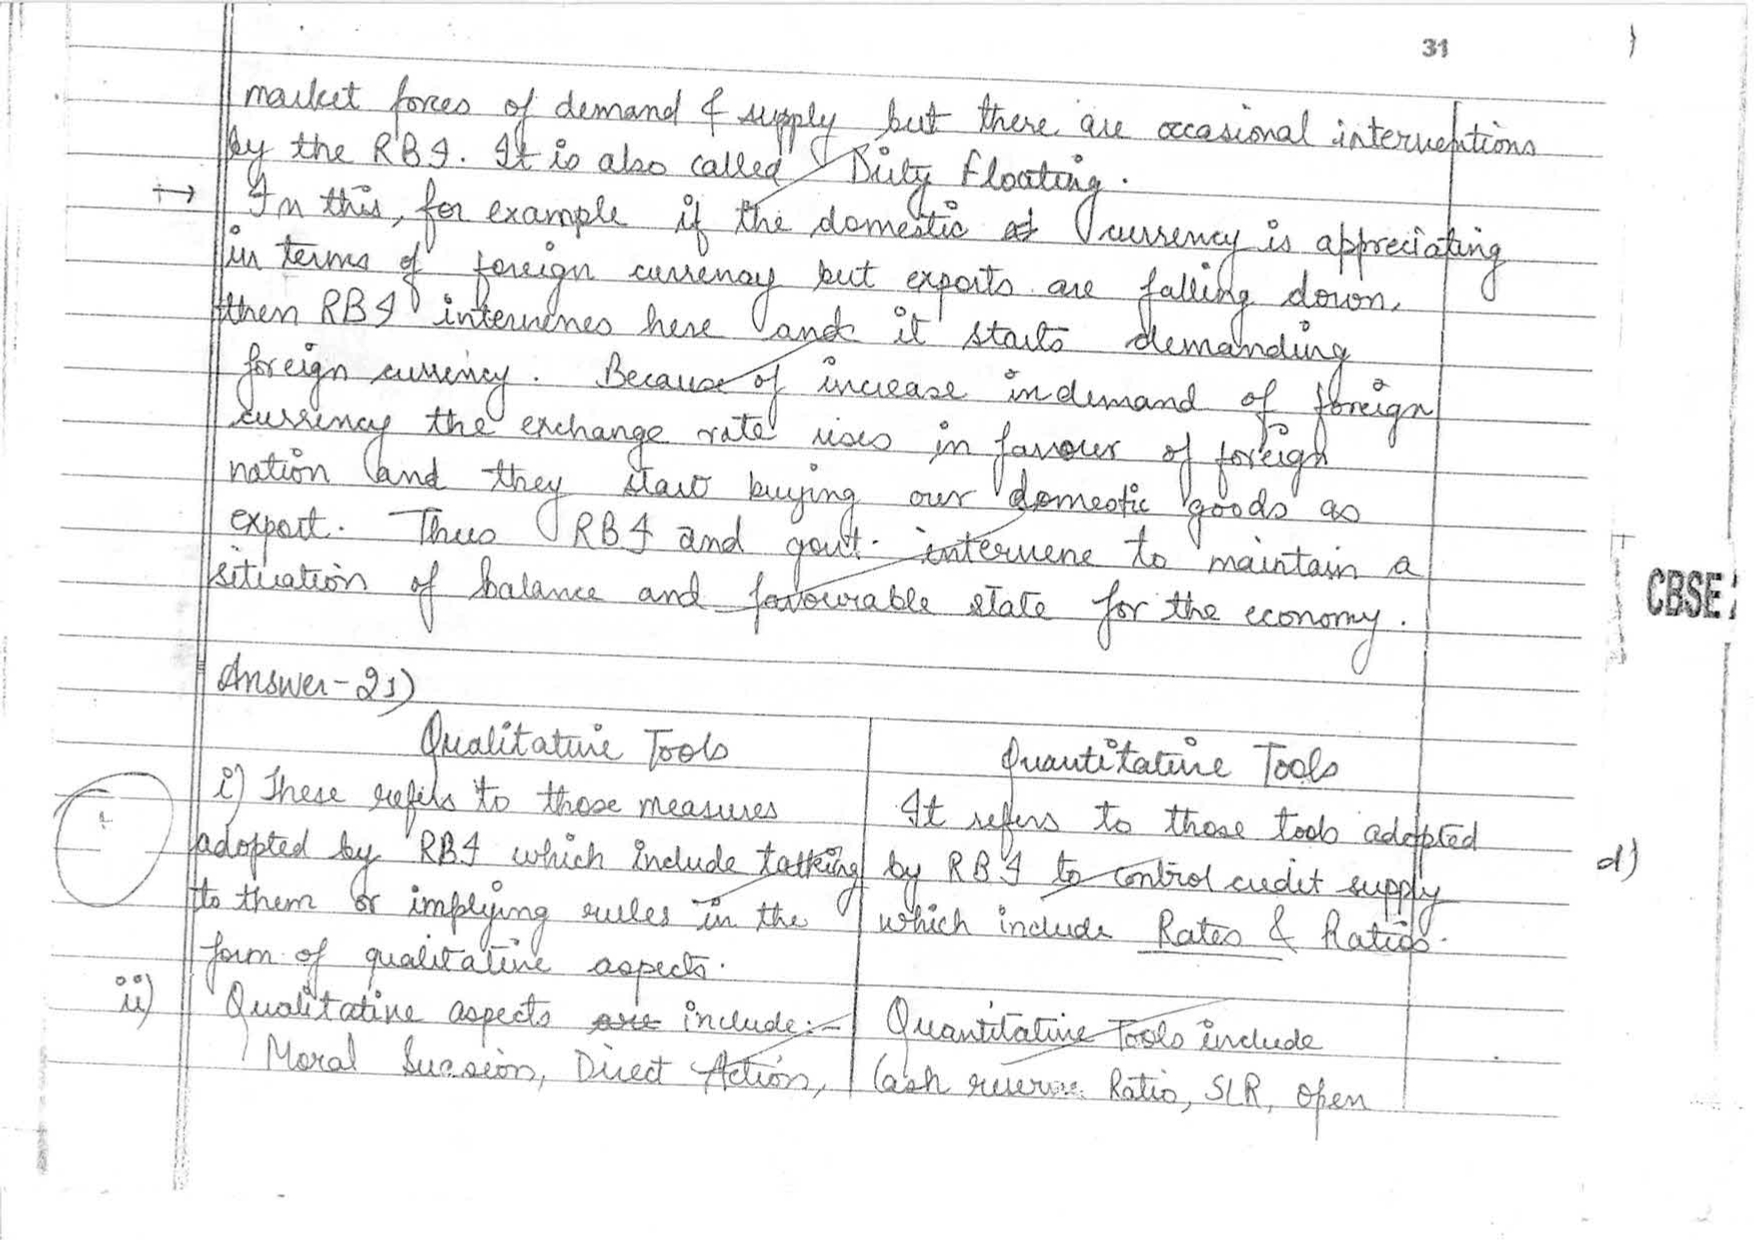 31
market forces of demand & supply but there are occasional interventions
by the RBI. It is also called Dirty Floating.
→ In this, for example if the domestic currency is appreciating
in terms of foreign currency but exports are falling down,
then RBI intervenes here and it starts demanding
foreign currency. Because of increase in demand of foreign
currency the exchange rate rises in favour of foreign
nation and they start buying our domestic goods as
export. Thus RBI and govt. intervene to maintain a
situation of balance and favourable state for the economy.
CBSE
Answer-21)
Qualitative Tools
i) These refers to those measures
adopted by RBI which include talking
to them or implying rules in the
form of qualitative aspects.
ii) Qualitative aspects are include:-
Moral Suasion, Direct Action,
Quantitative Tools
It refers to those tools adopted
by RBI to control credit supply
which include Rates & Ratios.
Quantitative Tools include
Cash reserve Ratio, SLR, open
d)